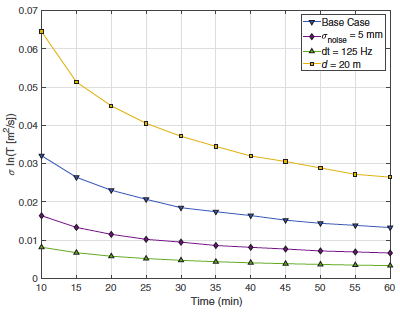 0.07
0.06
0.05
0.04
0.03
0.02
0.01
0
σ ln(T [m²/s])
10 15 20 25 30 35 40 45 50 55 60
Time (min)
Base Case
σnoise = 5 mm
dt = 125 Hz
d = 20 m